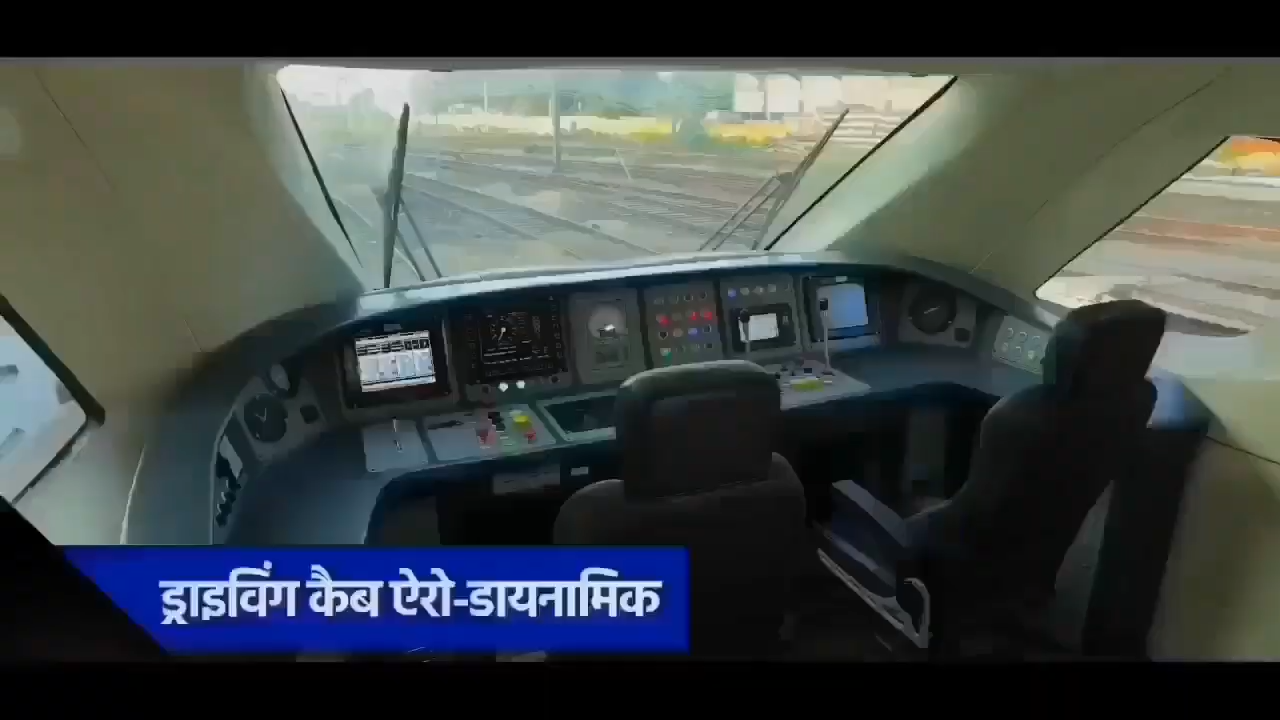 ड्राइविंग कैब ऐरो-डायनामिक